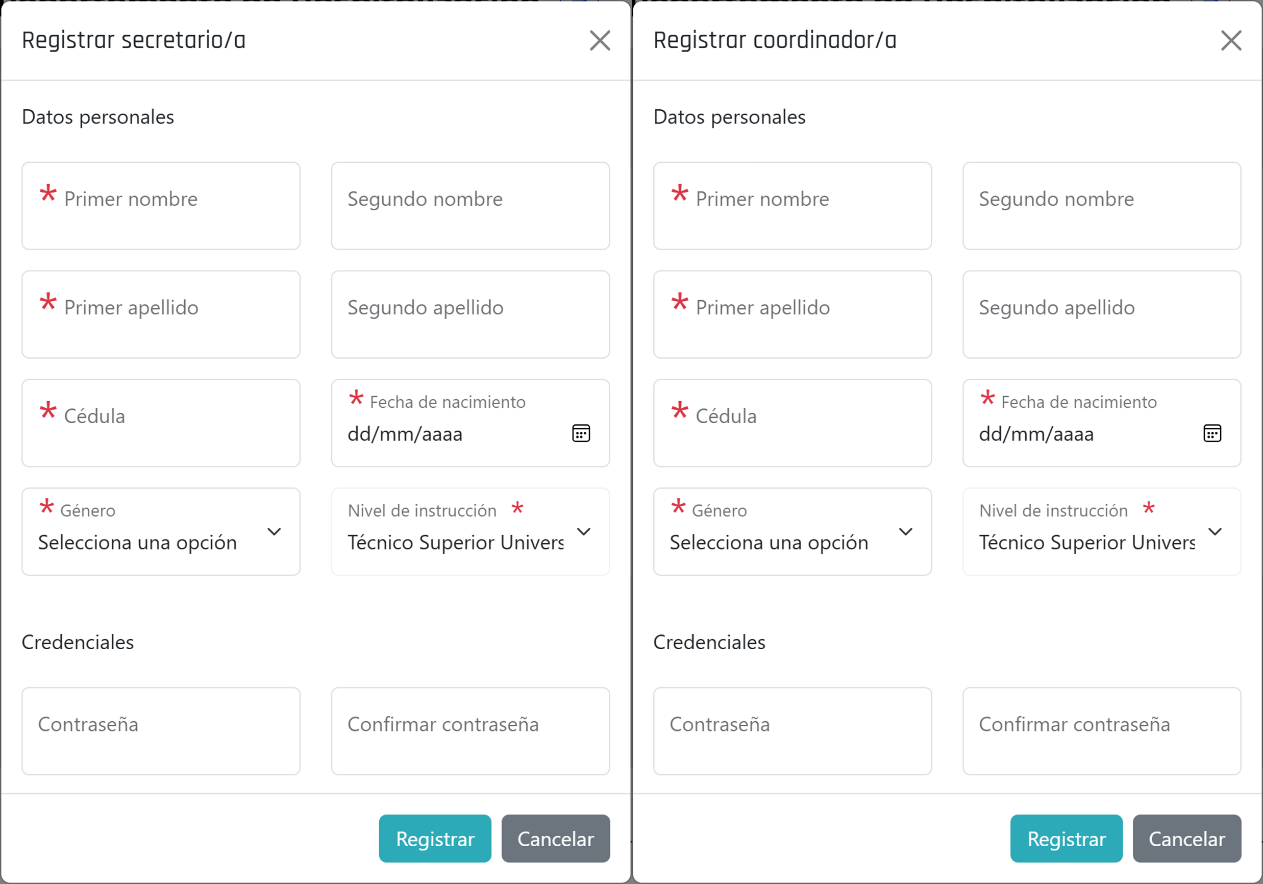 Registrar secretario/a
Datos personales
* Primer nombre
Segundo nombre
* Primer apellido
Segundo apellido
* Cédula
* Fecha de nacimiento
dd/mm/aaaa
* Género
Selecciona una opción
Nivel de instrucción *
Técnico Superior Univers
Credenciales
Contraseña
Confirmar contraseña
Registrar
Cancelar
Registrar coordinador/a
Datos personales
* Primer nombre
Segundo nombre
* Primer apellido
Segundo apellido
* Cédula
* Fecha de nacimiento
dd/mm/aaaa
* Género
Selecciona una opción
Nivel de instrucción *
Técnico Superior Univers
Credenciales
Contraseña
Confirmar contraseña
Registrar
Cancelar